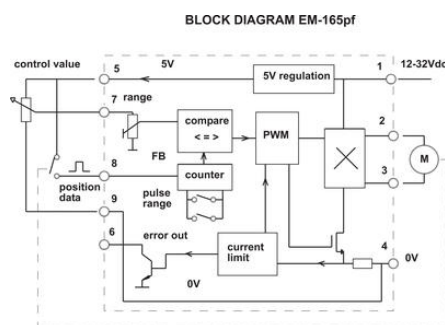 BLOCK DIAGRAM EM-165pf
control value
5
5V
5V regulation
1
12-32Vdc
7
range
compare
< = >
PWM
2
M
FB
8
position
data
counter
3
9
pulse
range
6
error out
current
limit
4
0V
0V